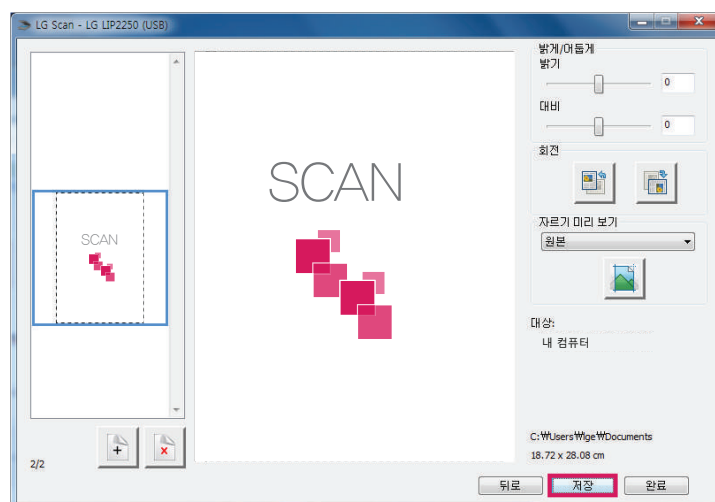 LG Scan - LG LIP2250 (USB)
SCAN
2/2
SCAN
밝게/어둡게
밝기
0
대비
0
회전
자르기 미리 보기
원본
대상:
내 컴퓨터
C:₩Users₩lge₩Documents
18.72 x 28.08 cm
뒤로
저장
완료